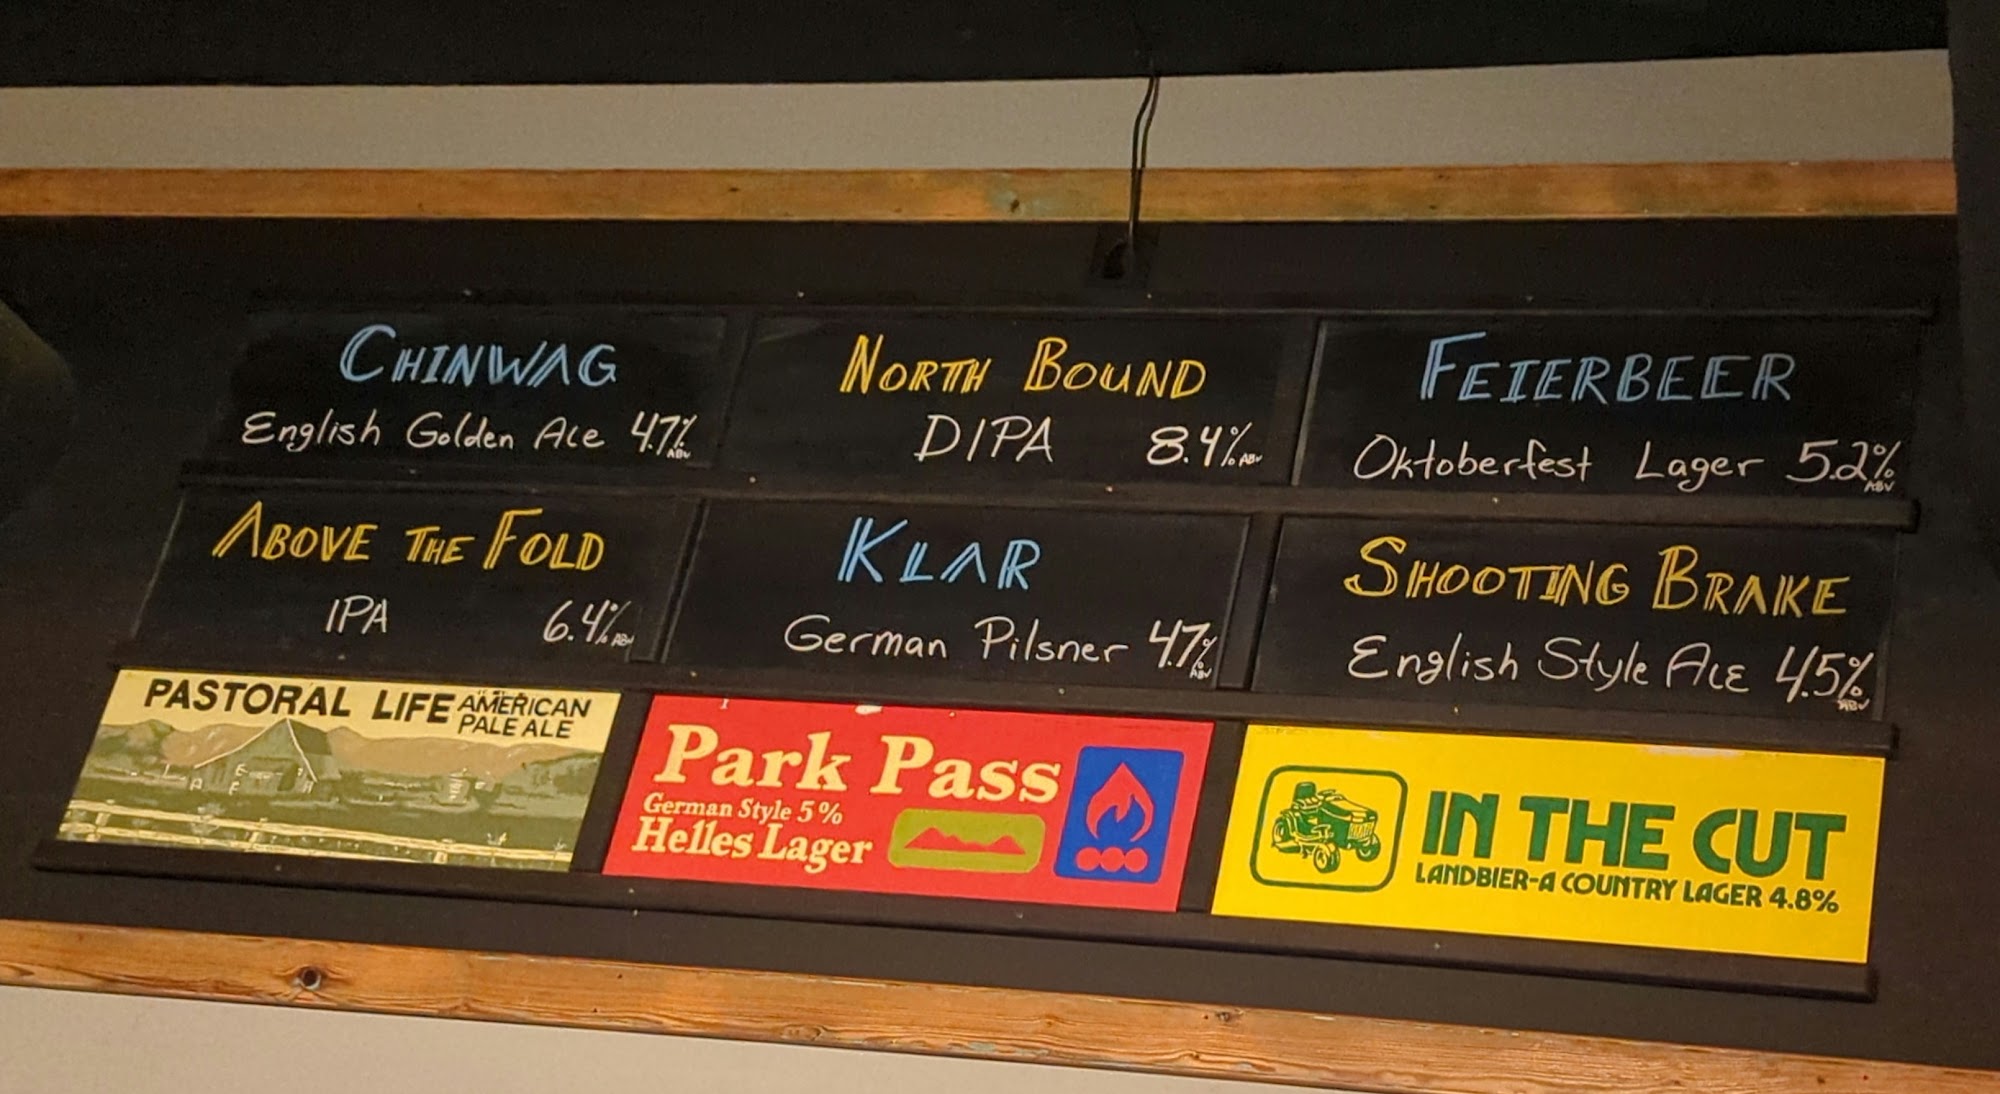 CHINWAG
English Golden Ale 4.7% ABV
NORTH BOUND
DIPA 8.4% ABV
FEIERBEER
Oktoberfest Lager 5.2% ABV
ABOVE THE FOLD
IPA 6.4% ABV
KLAR
German Pilsner 4.7% ABV
SHOOTING BRAKE
English Style Ale 4.5% ABV
PASTORAL LIFE AMERICAN
PALE ALE
Park Pass
German Style 5%
Helles Lager
IN THE CUT
LANDBIER-A COUNTRY LAGER 4.8%